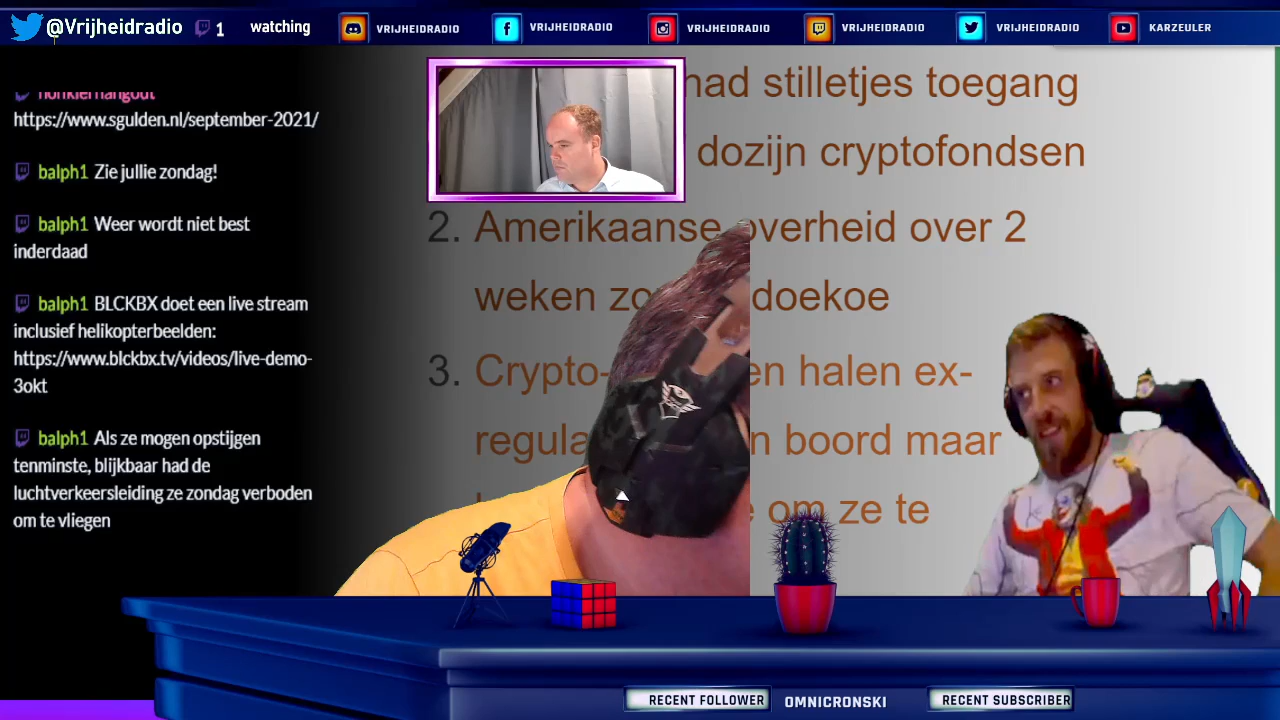 @Vrijheidradio 1 watching
VRIJHEIDRADIO
VRIJHEIDRADIO
VRIJHEIDRADIO
VRIJHEIDRADIO
VRIJHEIDRADIO
KARZEULER
https://www.sgulden.nl/september-2021/
balph1 Zie jullie zondag!
balph1 Weer wordt niet best
inderdaad
balph1 BLCKBX doet een live stream
inclusief helikopterbeelden:
https://www.blckbx.tv/videos/live-demo-
3okt
balph1 Als ze mogen opstijgen
tenminste, blijkbaar had de
luchtverkeersleiding ze zondag verboden
om te vliegen
had stilletjes toegang
dozijn cryptofondsen
2. Amerikaanse overheid over 2
weken doekoe
3. Crypto- halen ex-
boord maar
om ze te
RECENT FOLLOWER OMNICRONSKI RECENT SUBSCRIBER